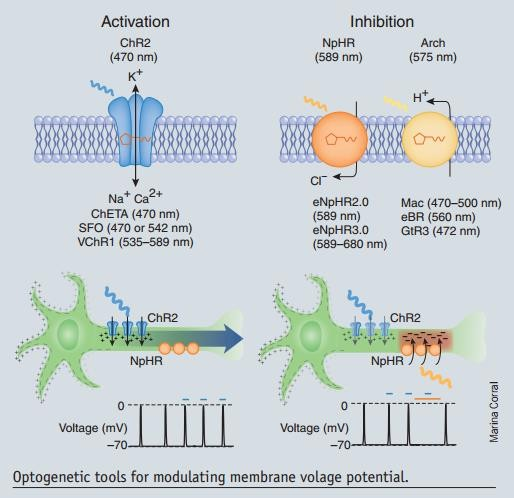 Activation
ChR2
(470 nm)
K+
Na+ Ca2+
ChETA (470 nm)
SFO (470 or 542 nm)
VChR1 (535–589 nm)
Inhibition
NpHR
(589 nm)
Arch
(575 nm)
H+
Cl–
eNpHR2.0
(589 nm)
eNpHR3.0
(589–680 nm)
Mac (470–500 nm)
eBR (560 nm)
GtR3 (472 nm)
ChR2
NpHR
0
Voltage (mV)
–70
ChR2
NpHR
0
Voltage (mV)
–70
Marina Corral
Optogenetic tools for modulating membrane volage potential.